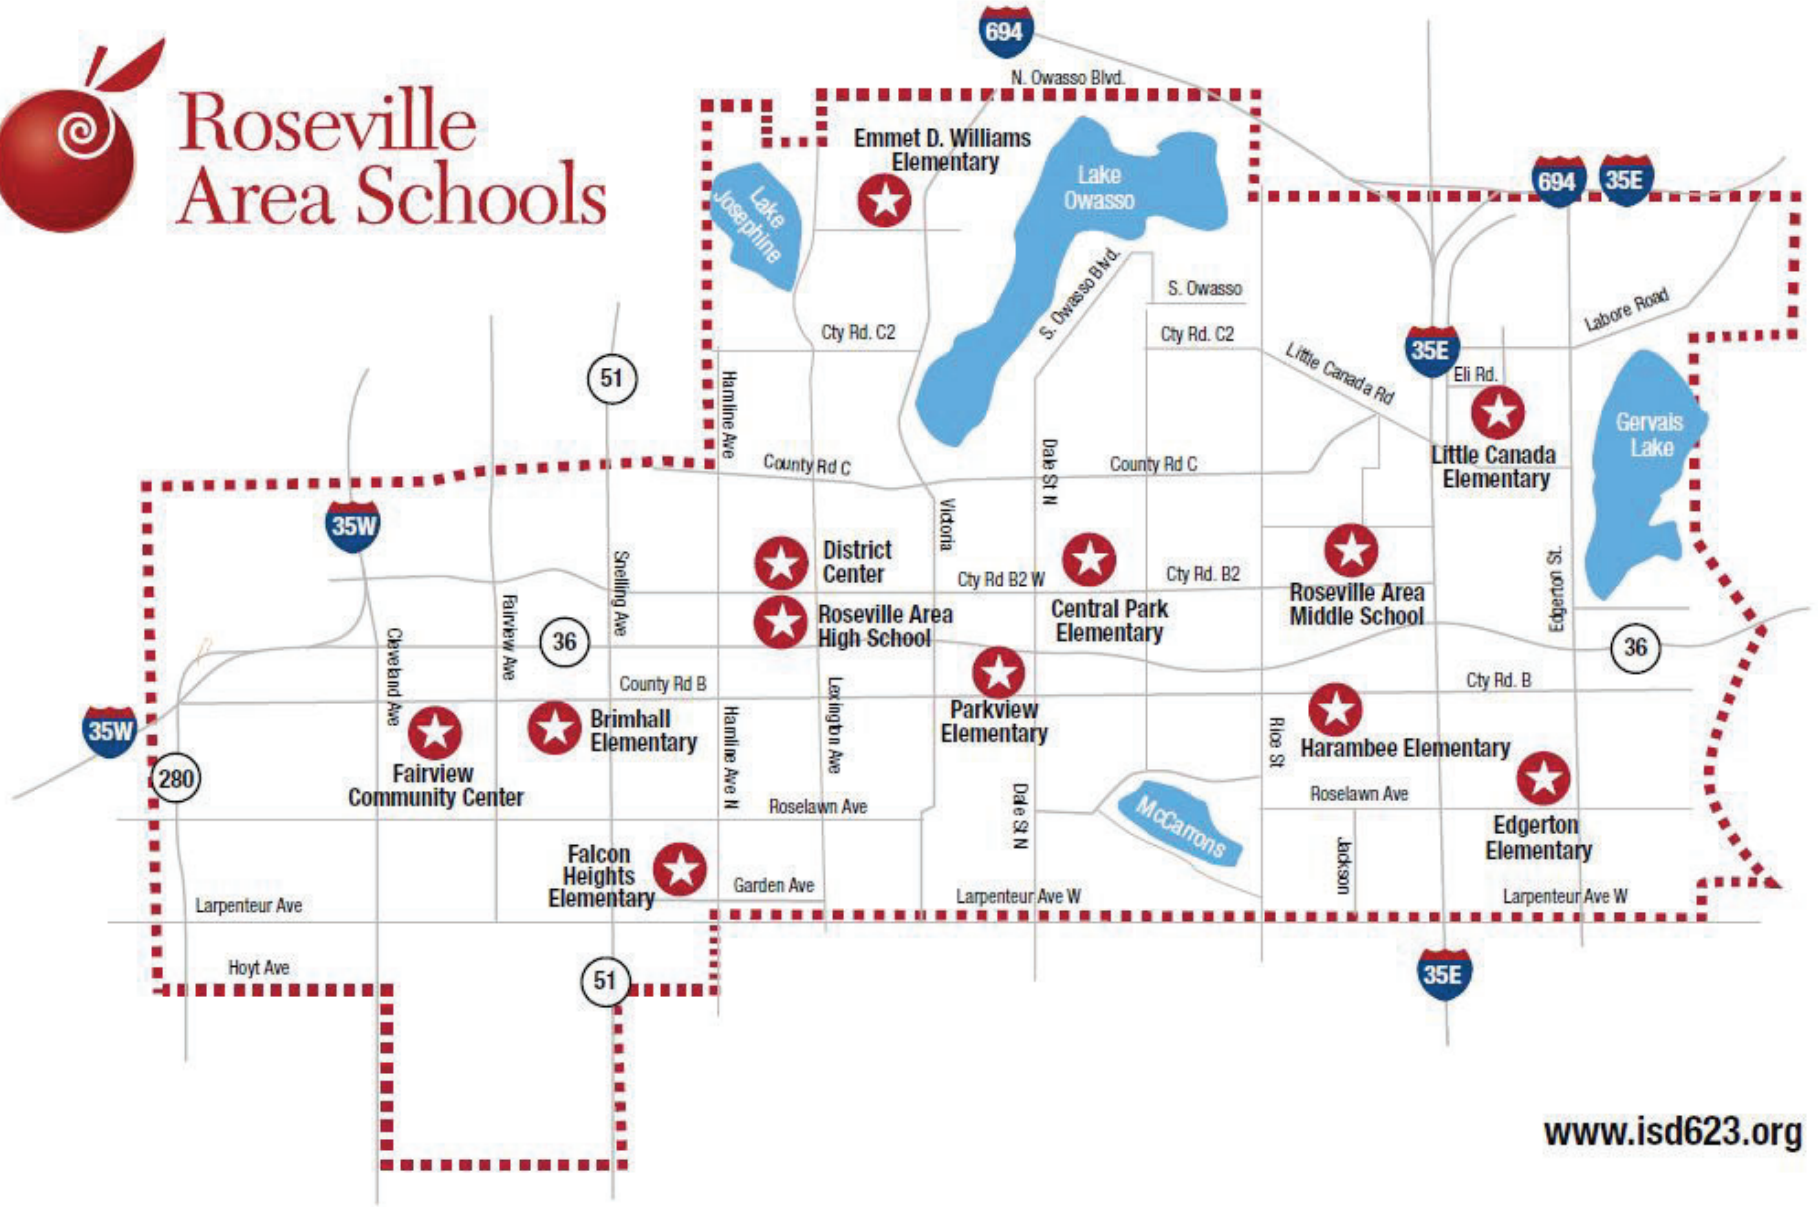 Roseville
Area Schools
694
N. Owasso Blvd.
Emmet D. Williams
Elementary
Lake
Josephine
Lake
Owasso
694
35E
S. Owasso Blvd.
S. Owasso
Cty Rd. C2
Cty Rd. C2
Little Canada Rd
Labore Road
35E
Eli Rd.
51
Hamline Ave
Little Canada
Elementary
Gervais
Lake
County Rd C
Dale St N
County Rd C
35W
Victoria
District
Center
Snelling Ave
Cty Rd B2 W
Cty Rd. B2
Central Park
Elementary
Roseville Area
Middle School
Edgerton St.
Roseville Area
High School
Fairview Ave
36
36
Cleveland Ave
County Rd B
Cty Rd. B
Lexington Ave
Parkview
Elementary
35W
Brimhall
Elementary
Hamline Ave N
Rice St
Harambee Elementary
280
Fairview
Community Center
Roselawn Ave
Dale St N
McCarrons
Roselawn Ave
Edgerton
Elementary
Falcon
Heights
Elementary
Garden Ave
Jackson
Larpenteur Ave
Larpenteur Ave W
Larpenteur Ave W
Hoyt Ave
51
35E
www.isd623.org